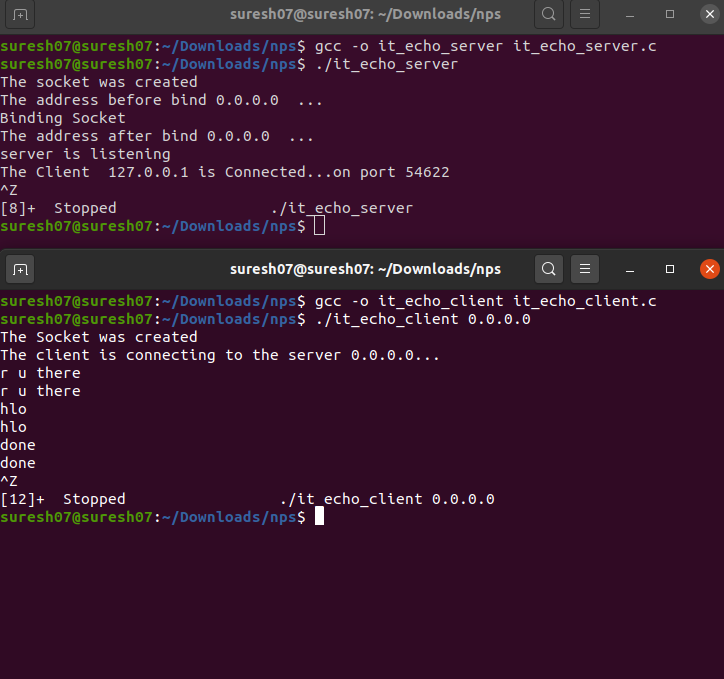 suresh07@suresh07: ~/Downloads/nps
suresh07@suresh07:~/Downloads/nps$ gcc -o it_echo_server it_echo_server.c
suresh07@suresh07:~/Downloads/nps$ ./it_echo_server
The socket was created
The address before bind 0.0.0.0  ...
Binding Socket
The address after bind 0.0.0.0  ...
server is listening
The Client  127.0.0.1 is Connected...on port 54622
^Z
[8]+  Stopped                 ./it_echo_server
suresh07@suresh07:~/Downloads/nps$
suresh07@suresh07: ~/Downloads/nps
suresh07@suresh07:~/Downloads/nps$ gcc -o it_echo_client it_echo_client.c
suresh07@suresh07:~/Downloads/nps$ ./it_echo_client 0.0.0.0
The Socket was created
The client is connecting to the server 0.0.0.0...
r u there
r u there
hlo
hlo
done
done
^Z
[12]+  Stopped                 ./it_echo_client 0.0.0.0
suresh07@suresh07:~/Downloads/nps$